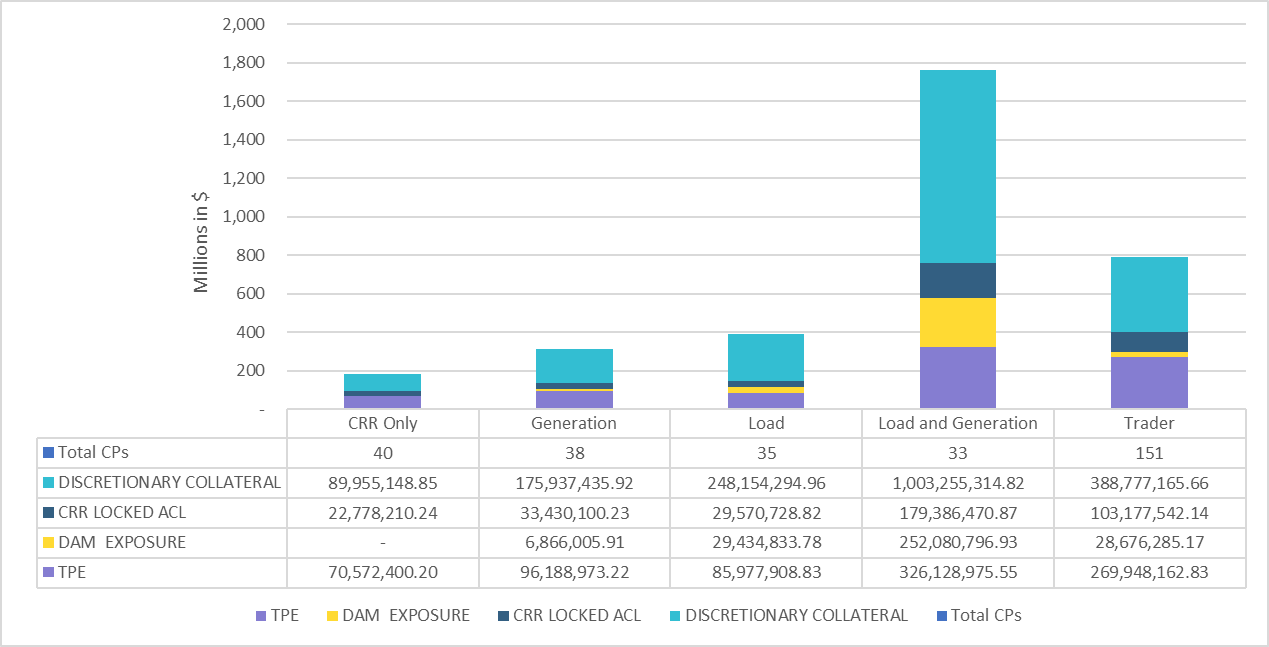 2,000
1,800
1,600
1,400
1,200
1,000
800
600
400
200
-
Millions in $
CRR Only Generation Load Load and Generation Trader
Total CPs 40 38 35 33 151
DISCRETIONARY COLLATERAL 89,955,148.85 175,937,435.92 248,154,294.96 1,003,255,314.82 388,777,165.66
CRR LOCKED ACL 22,778,210.24 33,430,100.23 29,570,728.82 179,386,470.87 103,177,542.14
DAM EXPOSURE - 6,866,005.91 29,434,833.78 252,080,796.93 28,676,285.17
TPE 70,572,400.20 96,188,973.22 85,977,908.83 326,128,975.55 269,948,162.83
TPE DAM EXPOSURE CRR LOCKED ACL DISCRETIONARY COLLATERAL Total CPs